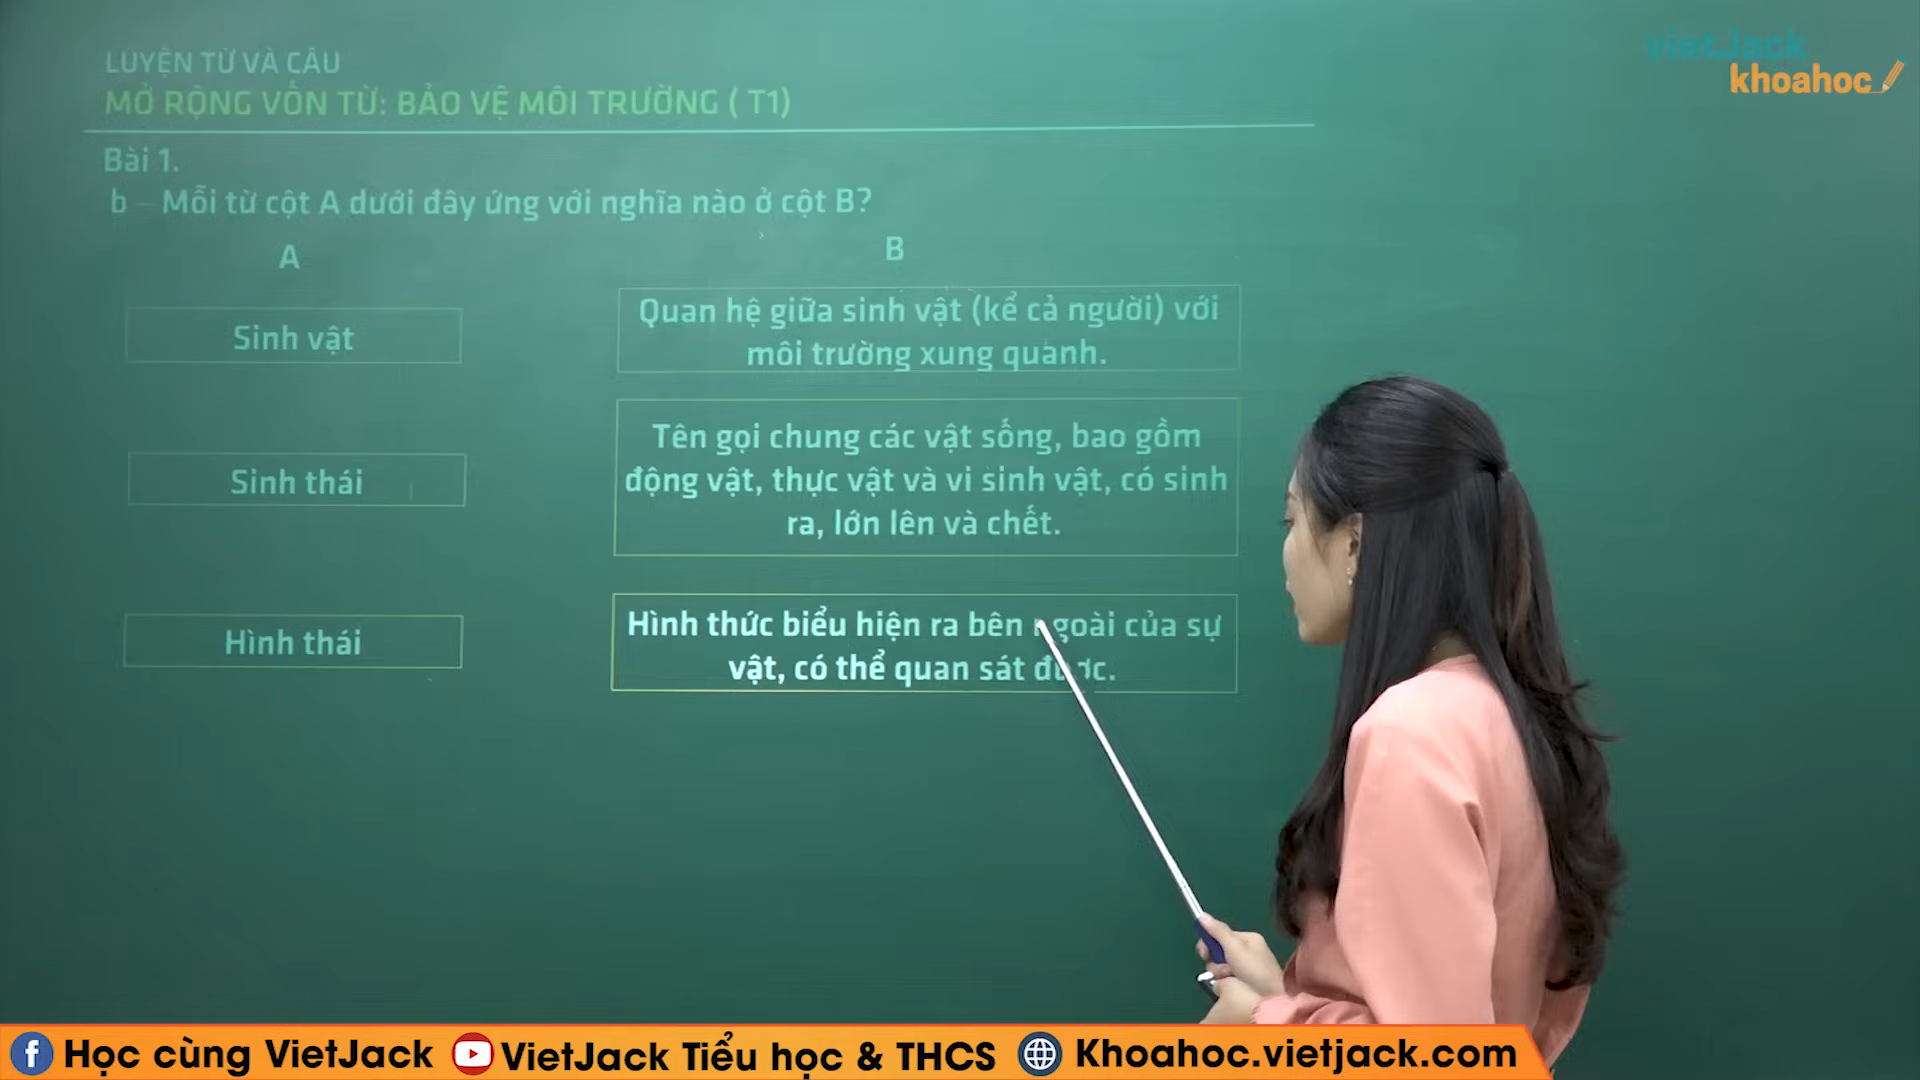 LUYỆN TỪ VÀ CÂU
MỞ RỘNG VỐN TỪ: BẢO VỆ MÔI TRƯỜNG ( T1)
vietJack
khoahoc
Bài 1.
b – Mỗi từ cột A dưới đây ứng với nghĩa nào ở cột B?
A
B
Sinh vật
Quan hệ giữa sinh vật (kể cả người) với
môi trường xung quanh.
Sinh thái
Tên gọi chung các vật sống, bao gồm
động vật, thực vật và vi sinh vật, có sinh
ra, lớn lên và chết.
Hình thái
Hình thức biểu hiện ra bên ngoài của sự
vật, có thể quan sát được.
Học cùng VietJack
VietJack Tiểu học & THCS
Khoahoc.vietjack.com